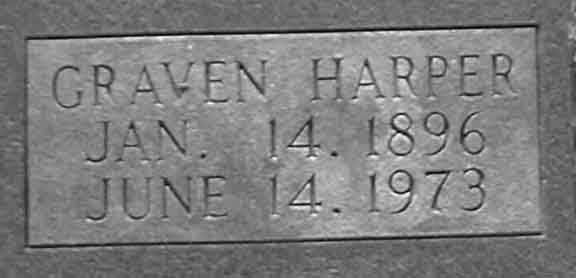 GRAVEN HARPER
JAN. 14. 1896
JUNE 14. 1973